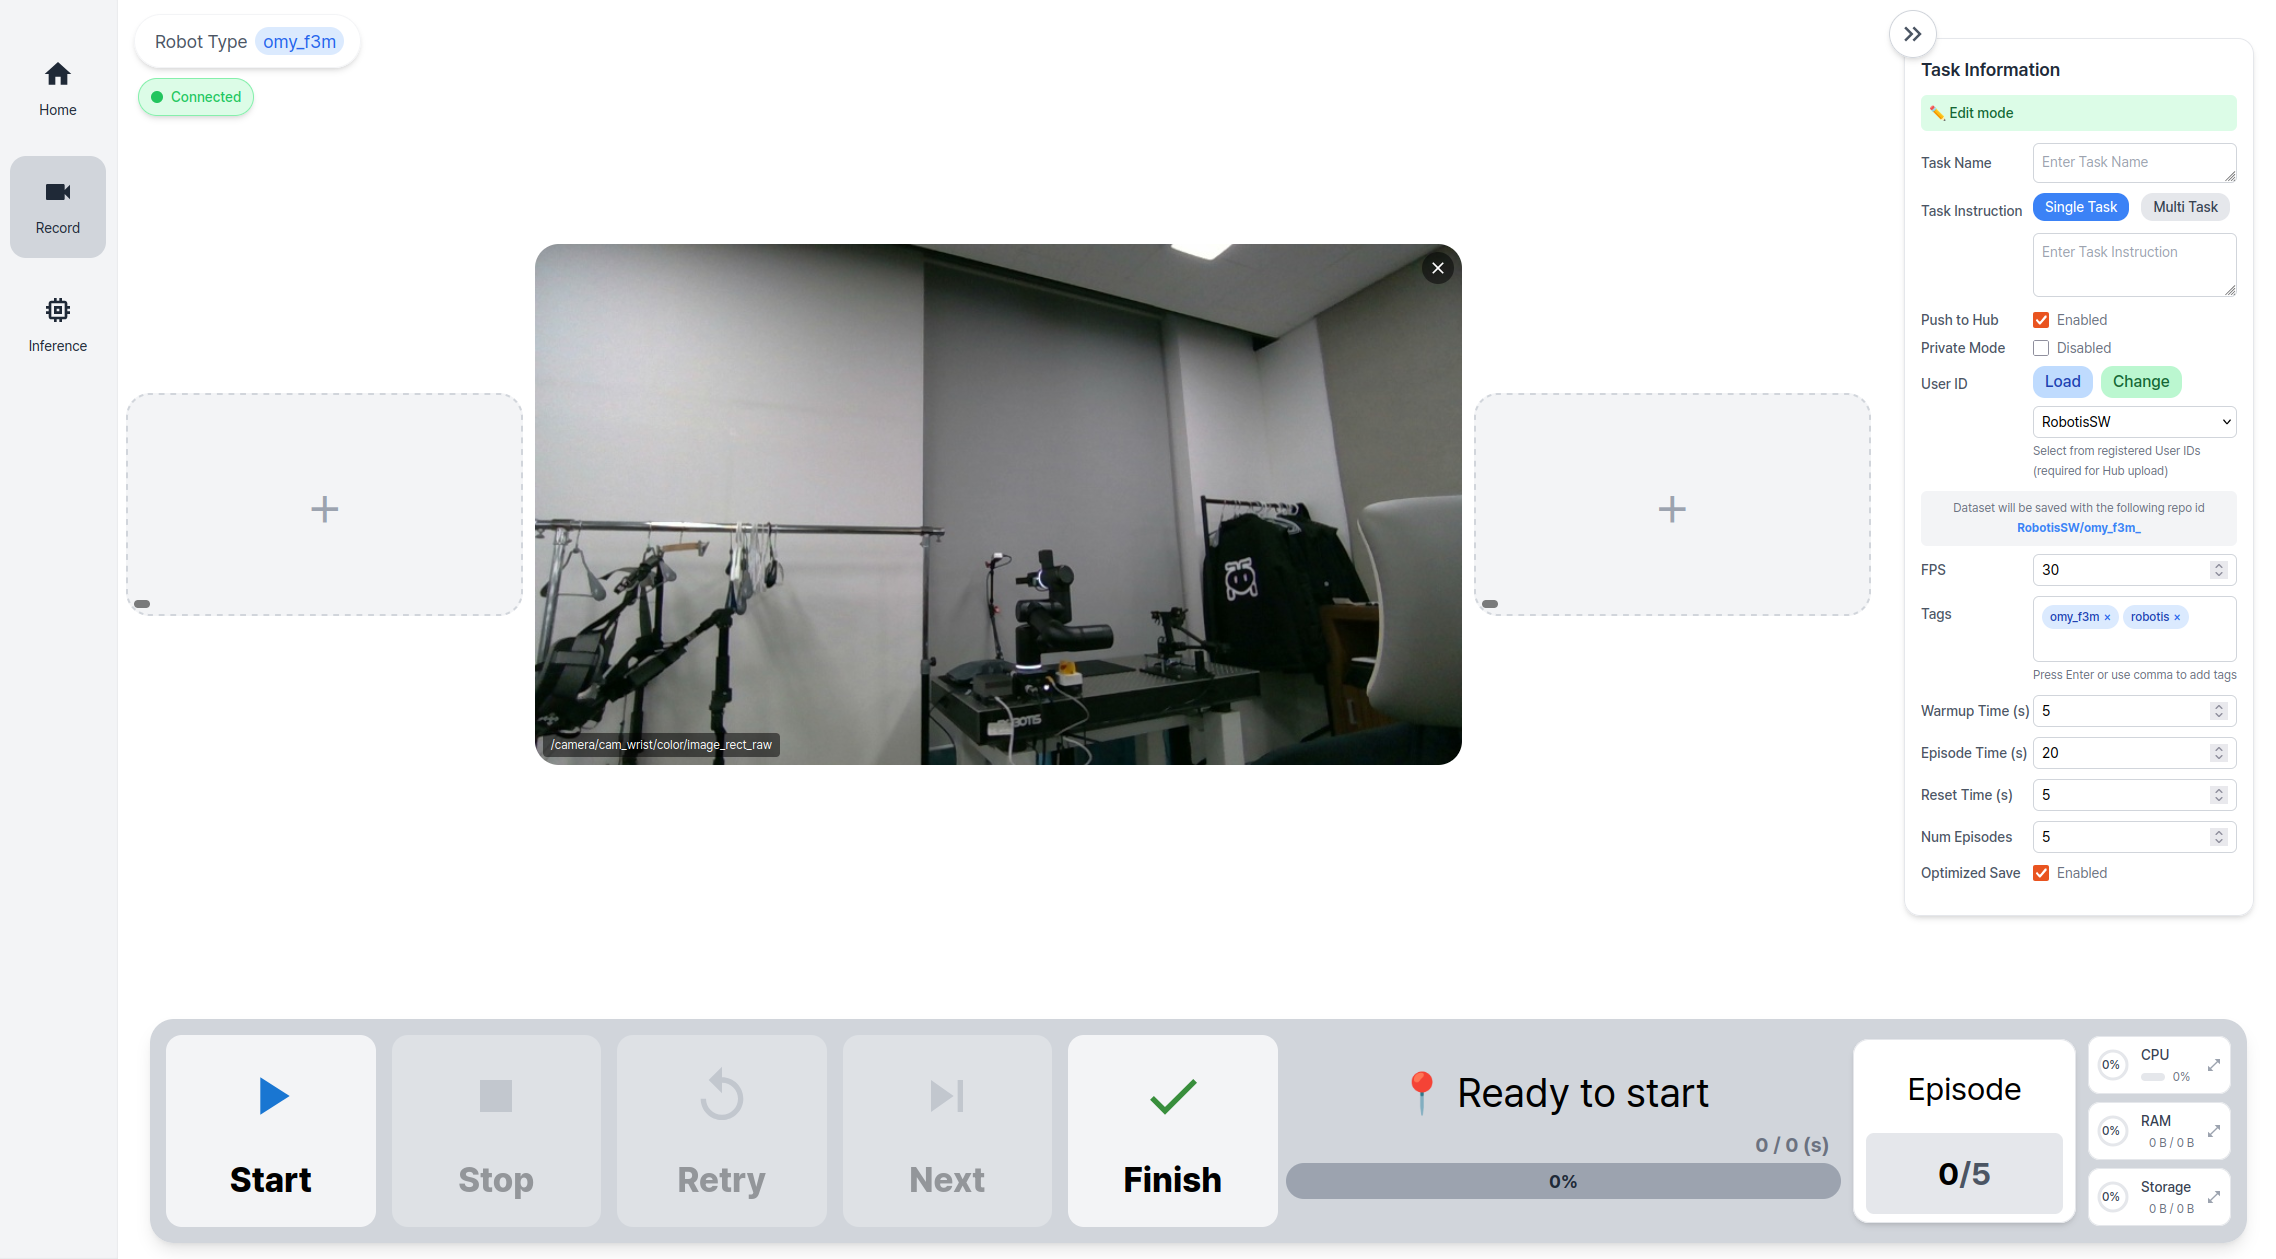 Home
Record
Inference
Robot Type omy_f3m
Connected
/camera/cam_wrist/color/image_rect_raw
ROBOTIS
Task Information
✏️ Edit mode
Task Name Enter Task Name
Task Instruction Single Task Multi Task
Enter Task Instruction
Push to Hub Enabled
Private Mode Disabled
User ID Load Change
RobotisSW
Select from registered User IDs
(required for Hub upload)
Dataset will be saved with the following repo id
RobotisSW/omy_f3m_
FPS 30
Tags omy_f3m × robotis ×
Press Enter or use comma to add tags
Warmup Time (s) 5
Episode Time (s) 20
Reset Time (s) 5
Num Episodes 5
Optimized Save Enabled
Start
Stop
Retry
Next
Finish
📍 Ready to start
0 / 0 (s)
0%
Episode
0/5
0% CPU
0%
0% RAM
0 B / 0 B
0% Storage
0 B / 0 B